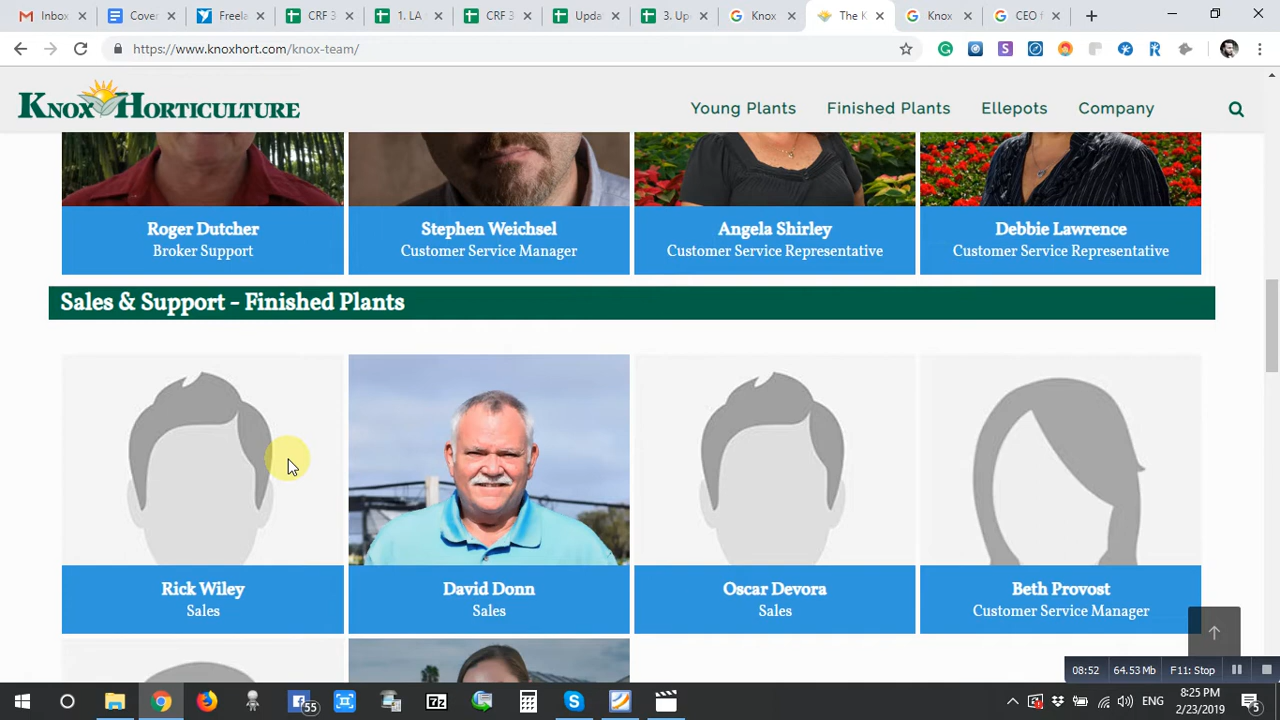 Inbox
Cover
Freela
CRF 3
1. LA
CRF 3
Updat
3. Up
Knox
The K
Knox
CEO f
https://www.knoxhort.com/knox-team/
KNOX HORTICULTURE
Young Plants
Finished Plants
Ellepots
Company
Roger Dutcher
Broker Support
Stephen Weichsel
Customer Service Manager
Angela Shirley
Customer Service Representative
Debbie Lawrence
Customer Service Representative
Sales & Support - Finished Plants
Rick Wiley
Sales
David Donn
Sales
Oscar Devora
Sales
Beth Provost
Customer Service Manager
08:52
64.53 Mb
F11: Stop
55
7z
ENG
8:25 PM
2/23/2019
5